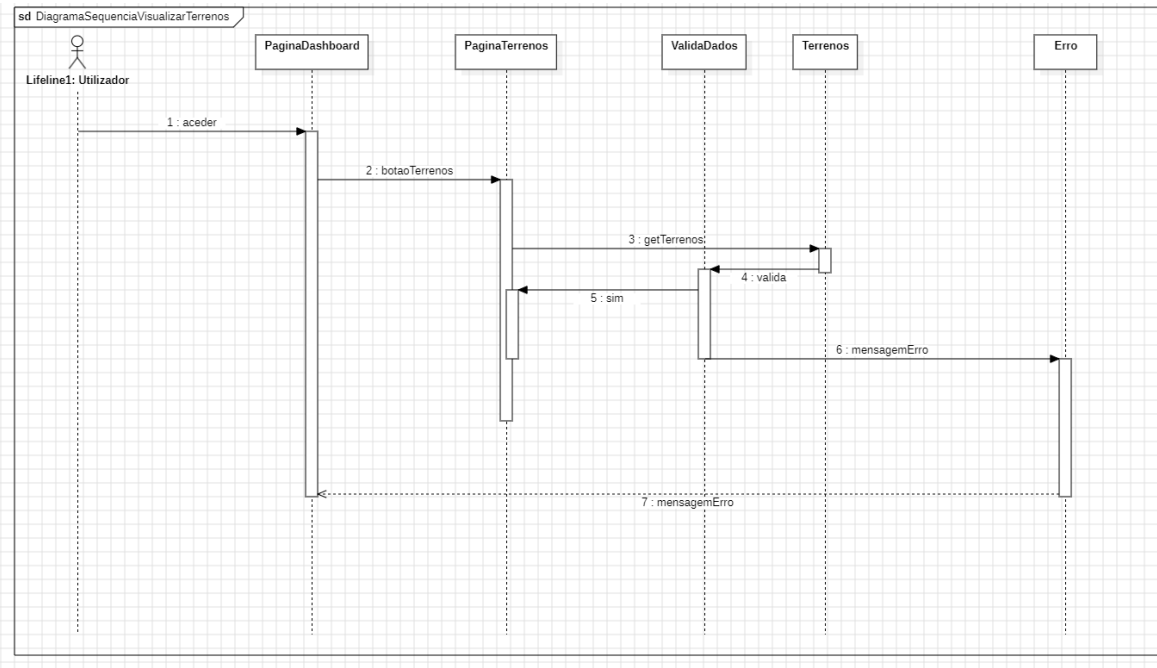 sd DiagramaSequenciaVisualizarTerrenos
PaginaDashboard
PaginaTerrenos
ValidaDados
Terrenos
Erro
Lifeline1: Utilizador
1 : aceder
2 : botaoTerrenos
3 : getTerrenos
4 : valida
5 : sim
6 : mensagemErro
7 : mensagemErro